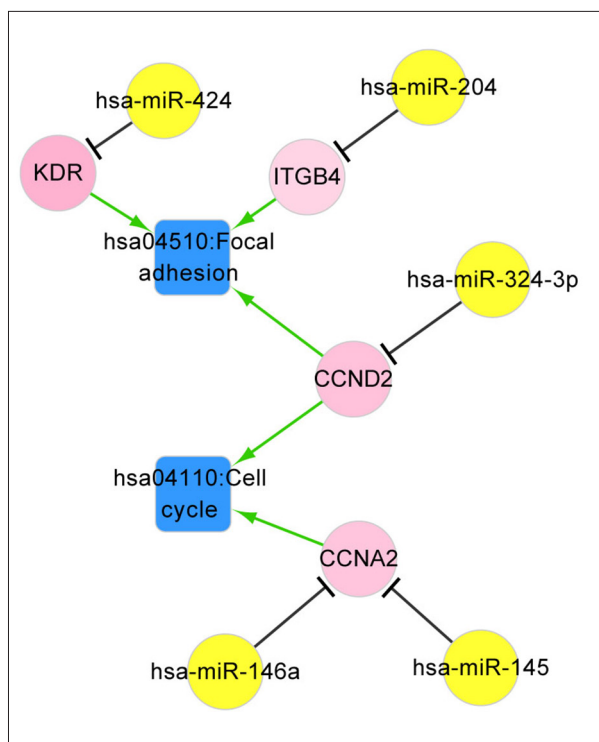 hsa-miR-424
hsa-miR-204
KDR
ITGB4
hsa04510:Focal
adhesion
hsa-miR-324-3p
CCND2
hsa04110:Cell
cycle
CCNA2
hsa-miR-146a
hsa-miR-145